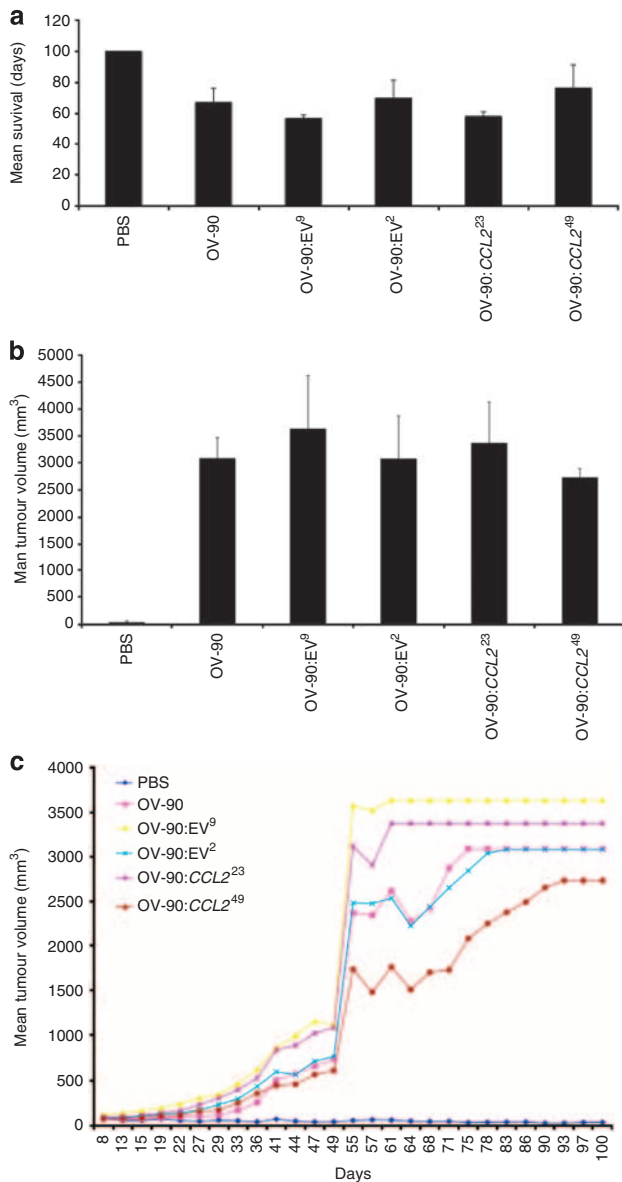 a
Mean suvival (days)
120
100
80
60
40
20
0
PBS
OV-90
OV-90:EV⁹
OV-90:EV²
OV-90:CCL2²³
OV-90:CCL2⁴⁹
b
Man tumour volume (mm³)
5000
4500
4000
3500
3000
2500
2000
1500
1000
500
0
PBS
OV-90
OV-90:EV⁹
OV-90:EV²
OV-90:CCL2²³
OV-90:CCL2⁴⁹
c
Mean tumour volume (mm³)
4000
3500
3000
2500
2000
1500
1000
500
0
PBS
OV-90
OV-90:EV⁹
OV-90:EV²
OV-90:CCL2²³
OV-90:CCL2⁴⁹
8 13 15 19 22 27 29 33 36 41 44 47 49 55 57 61 64 68 71 75 78 83 86 90 93 97 100
Days